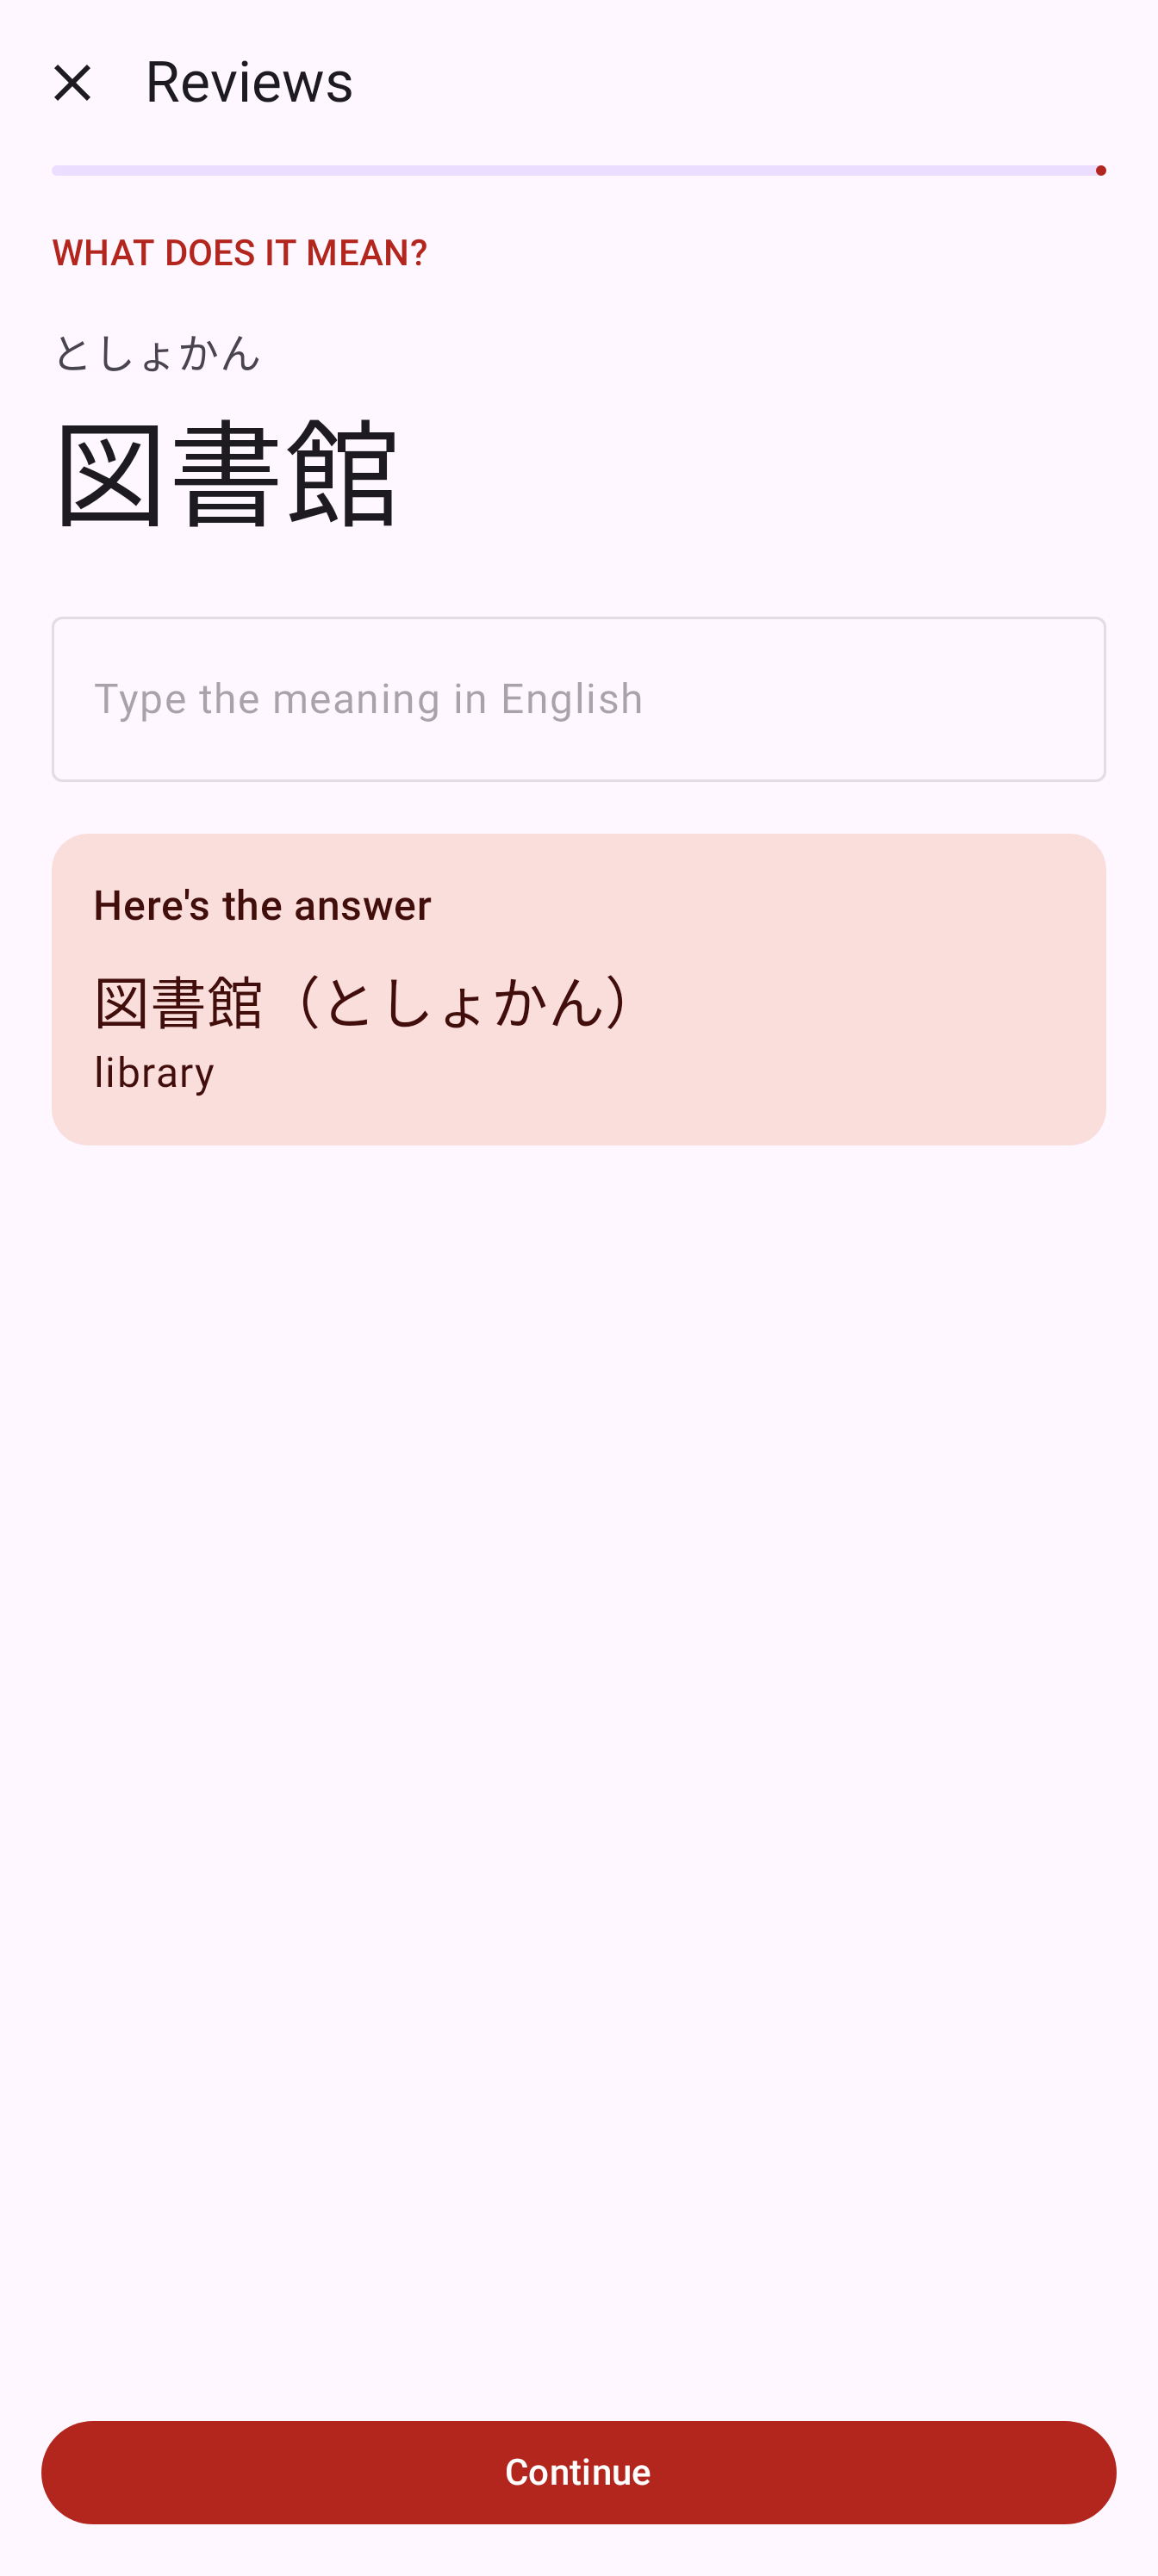 Reviews
WHAT DOES IT MEAN?
としょかん
図書館
Type the meaning in English
Here's the answer
図書館（としょかん）
library
Continue